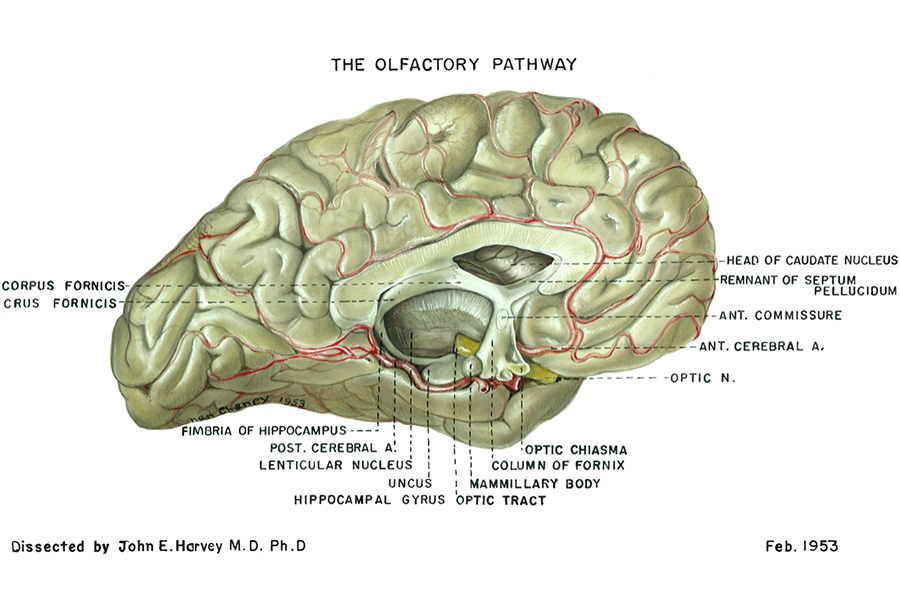 THE OLFACTORY PATHWAY
HEAD OF CAUDATE NUCLEUS
REMNANT OF SEPTUM
PELLUCIDUM
CORPUS FORNICIS
CRUS FORNICIS
ANT. COMMISSURE
ANT. CEREBRAL A.
OPTIC N.
Cheney 1953
FIMBRIA OF HIPPOCAMPUS
POST. CEREBRAL A.
OPTIC CHIASMA
LENTICULAR NUCLEUS
COLUMN OF FORNIX
UNCUS
MAMMILLARY BODY
HIPPOCAMPAL GYRUS
OPTIC TRACT
Dissected by John E. Harvey M.D. Ph.D
Feb. 1953